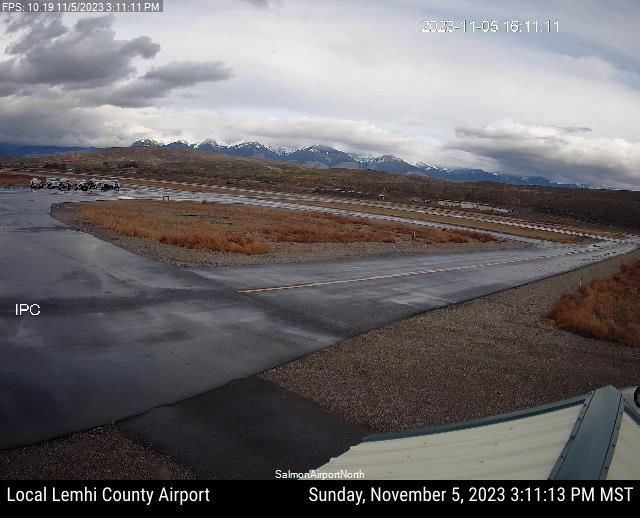 FPS: 10.19 11/5/2023 3:11:11 PM
2023-11-05 15:11:11
IPC
SalmonAirportNorth
Local Lemhi County Airport Sunday, November 5, 2023 3:11:13 PM MST